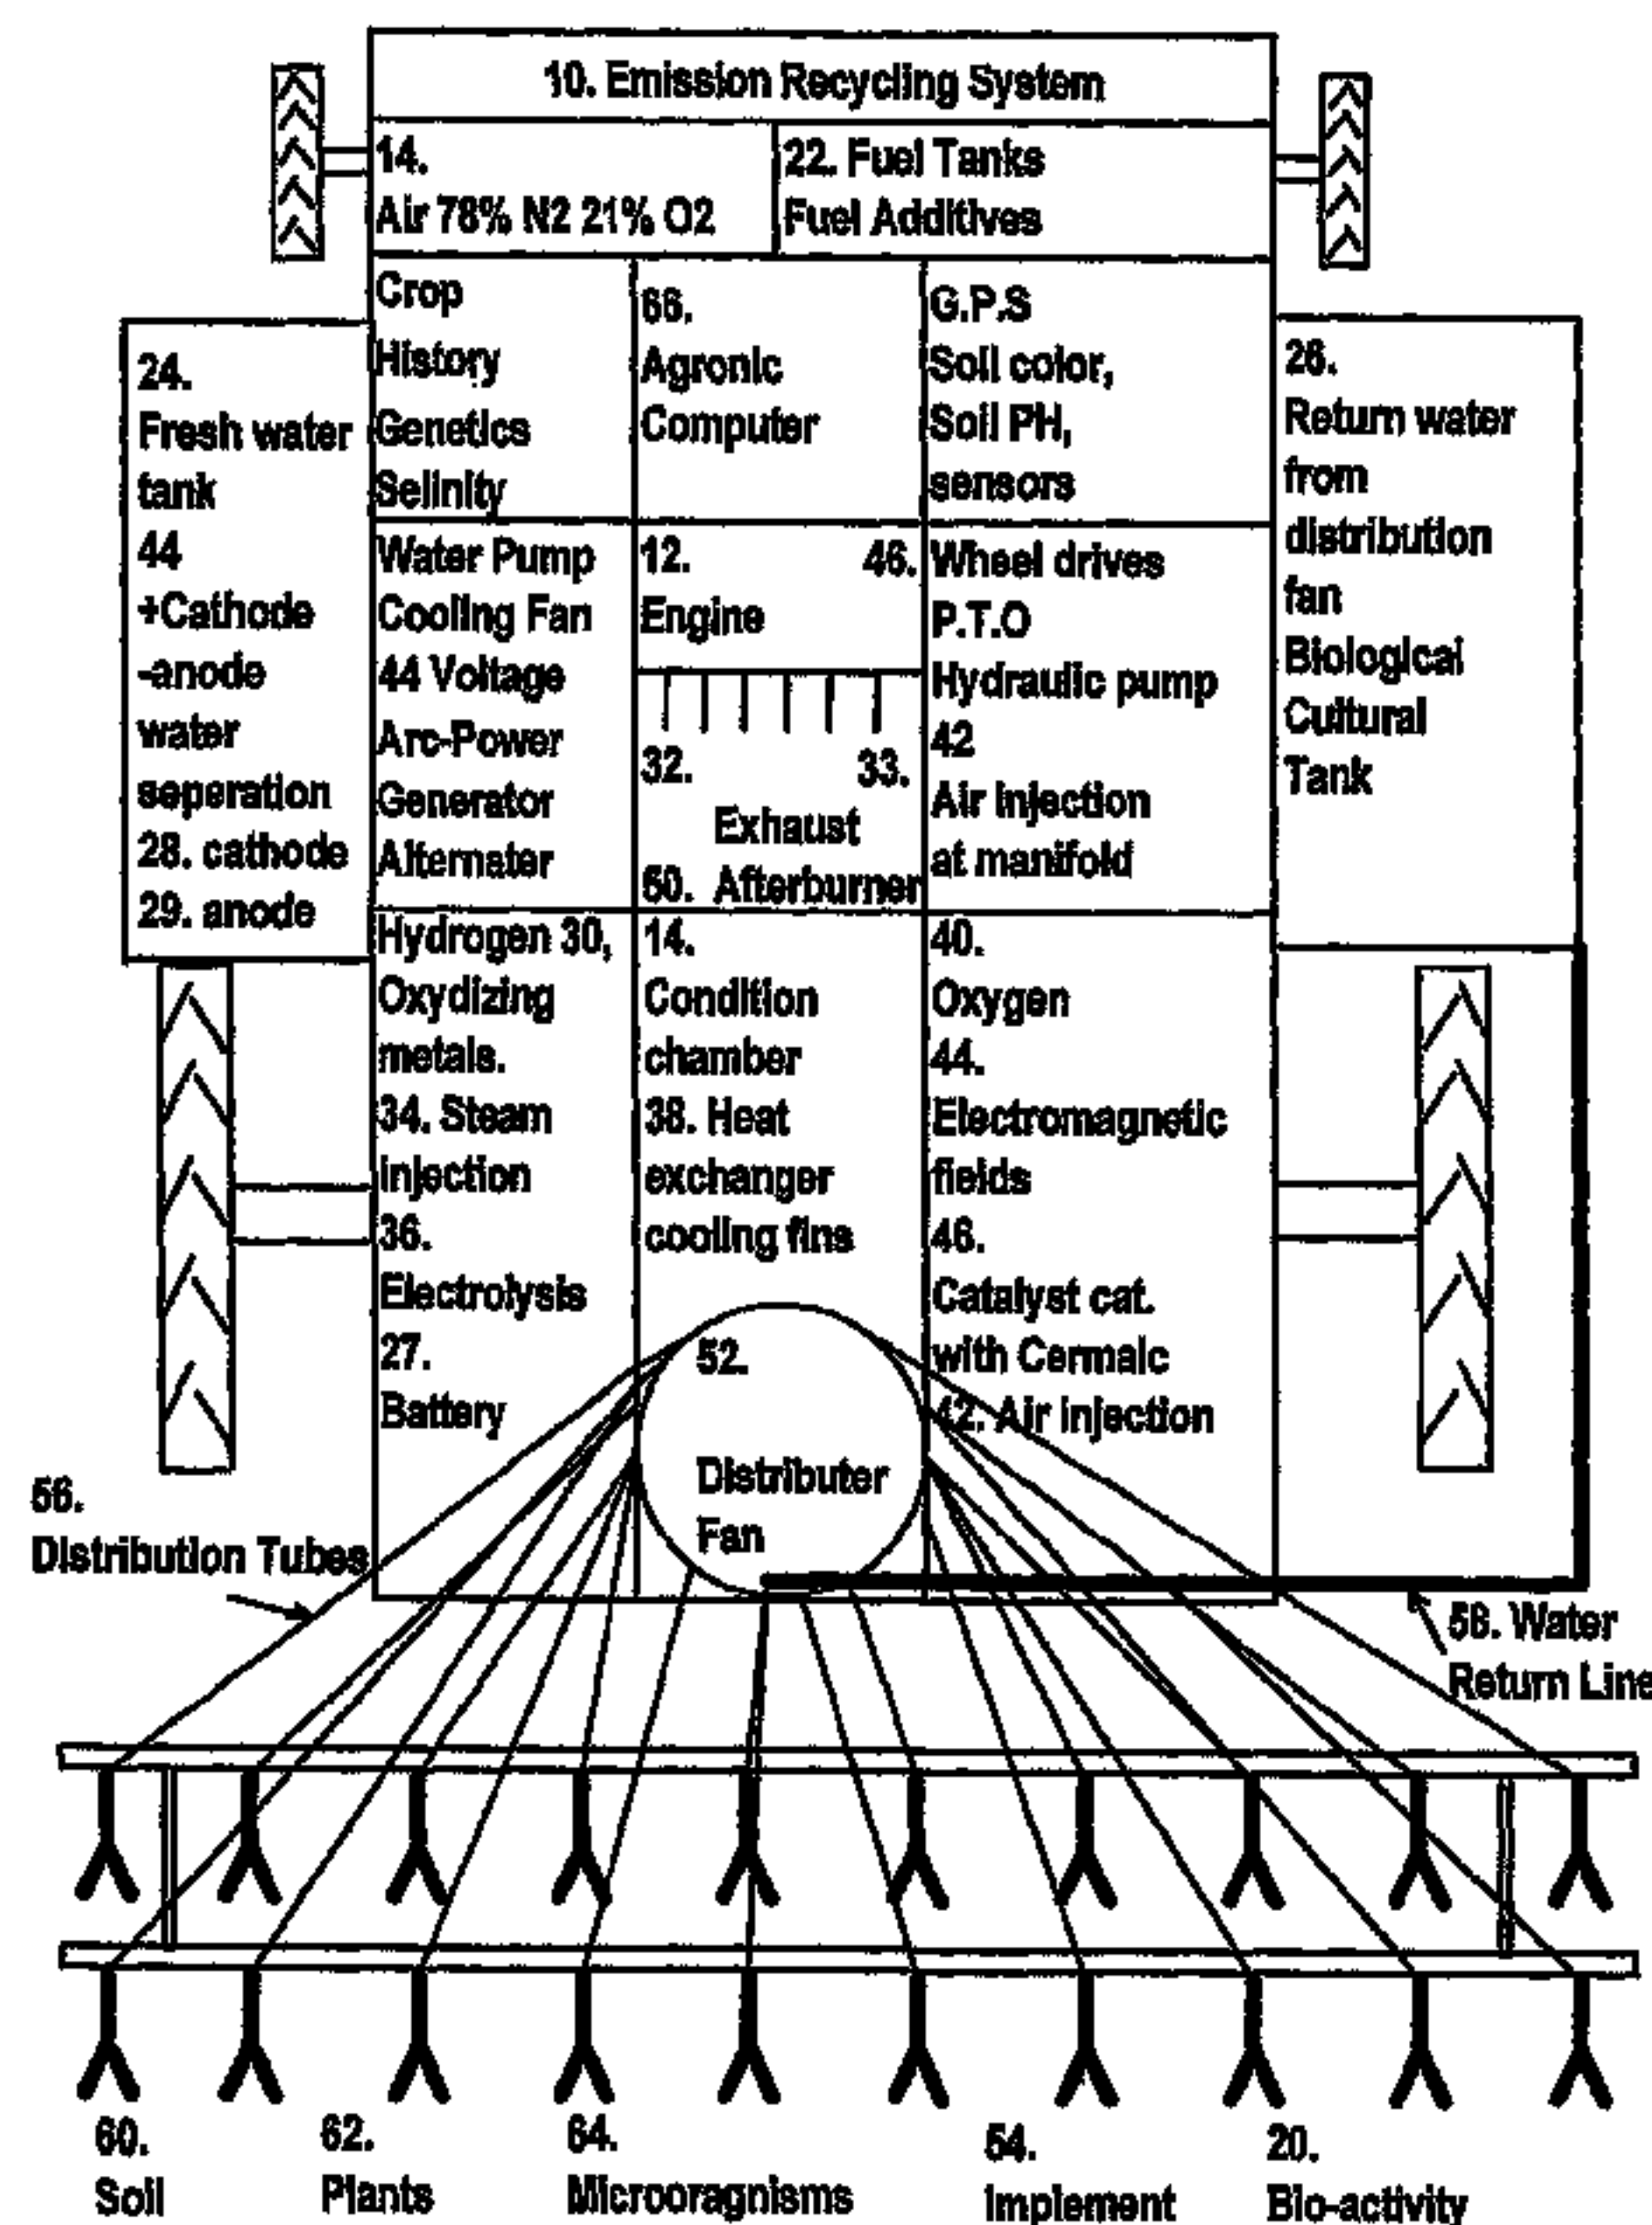 10. Emission Recycling System
14.
Air 78% N2 21% O2
22. Fuel Tanks
Fuel Additives
Crop
History
Genetics
Selinity
66.
Agronic
Computer
G.P.S
Soil color,
Soil PH,
sensors
24.
Fresh water
tank
44
+Cathode
-anode
water
seperation
28. cathode
29. anode
26.
Return water
from
distribution
fan
Biological
Cultural
Tank
Water Pump
Cooling Fan
44 Voltage
Arc-Power
Generator
Alternater
12.
Engine
32. 33.
Exhaust
50. Afterburner
46. Wheel drives
P.T.O
Hydraulic pump
42
Air injection
at manifold
Hydrogen 30,
Oxydizing
metals.
34. Steam
injection
36.
Electrolysis
27.
Battery
14.
Condition
chamber
38. Heat
exchanger
cooling fins
40.
Oxygen
44.
Electromagnetic
fields
46.
Catalyst cat.
with Cermaic
42. Air injection
52.
Distributer
Fan
56.
Distribution Tubes
58. Water
Return Line
60.
Soil
62.
Plants
64.
Microoragnisms
54.
Implement
20.
Bio-activity